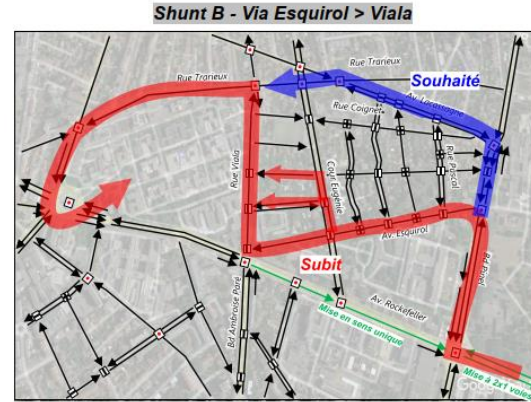 Shunt B - Via Esquirol > Viala
Rue Trarieux
Rue Trarieux
Souhaité
Av. Lacassagne
Rue Coignet
Rue Viala
Cour Eugénie
Rue Pascal
Av. Esquirol
Subit
Bd Pinel
Bd Ambroise Paré
Av. Rockefeller
Mise en sens unique
Mise à 2x1 voies